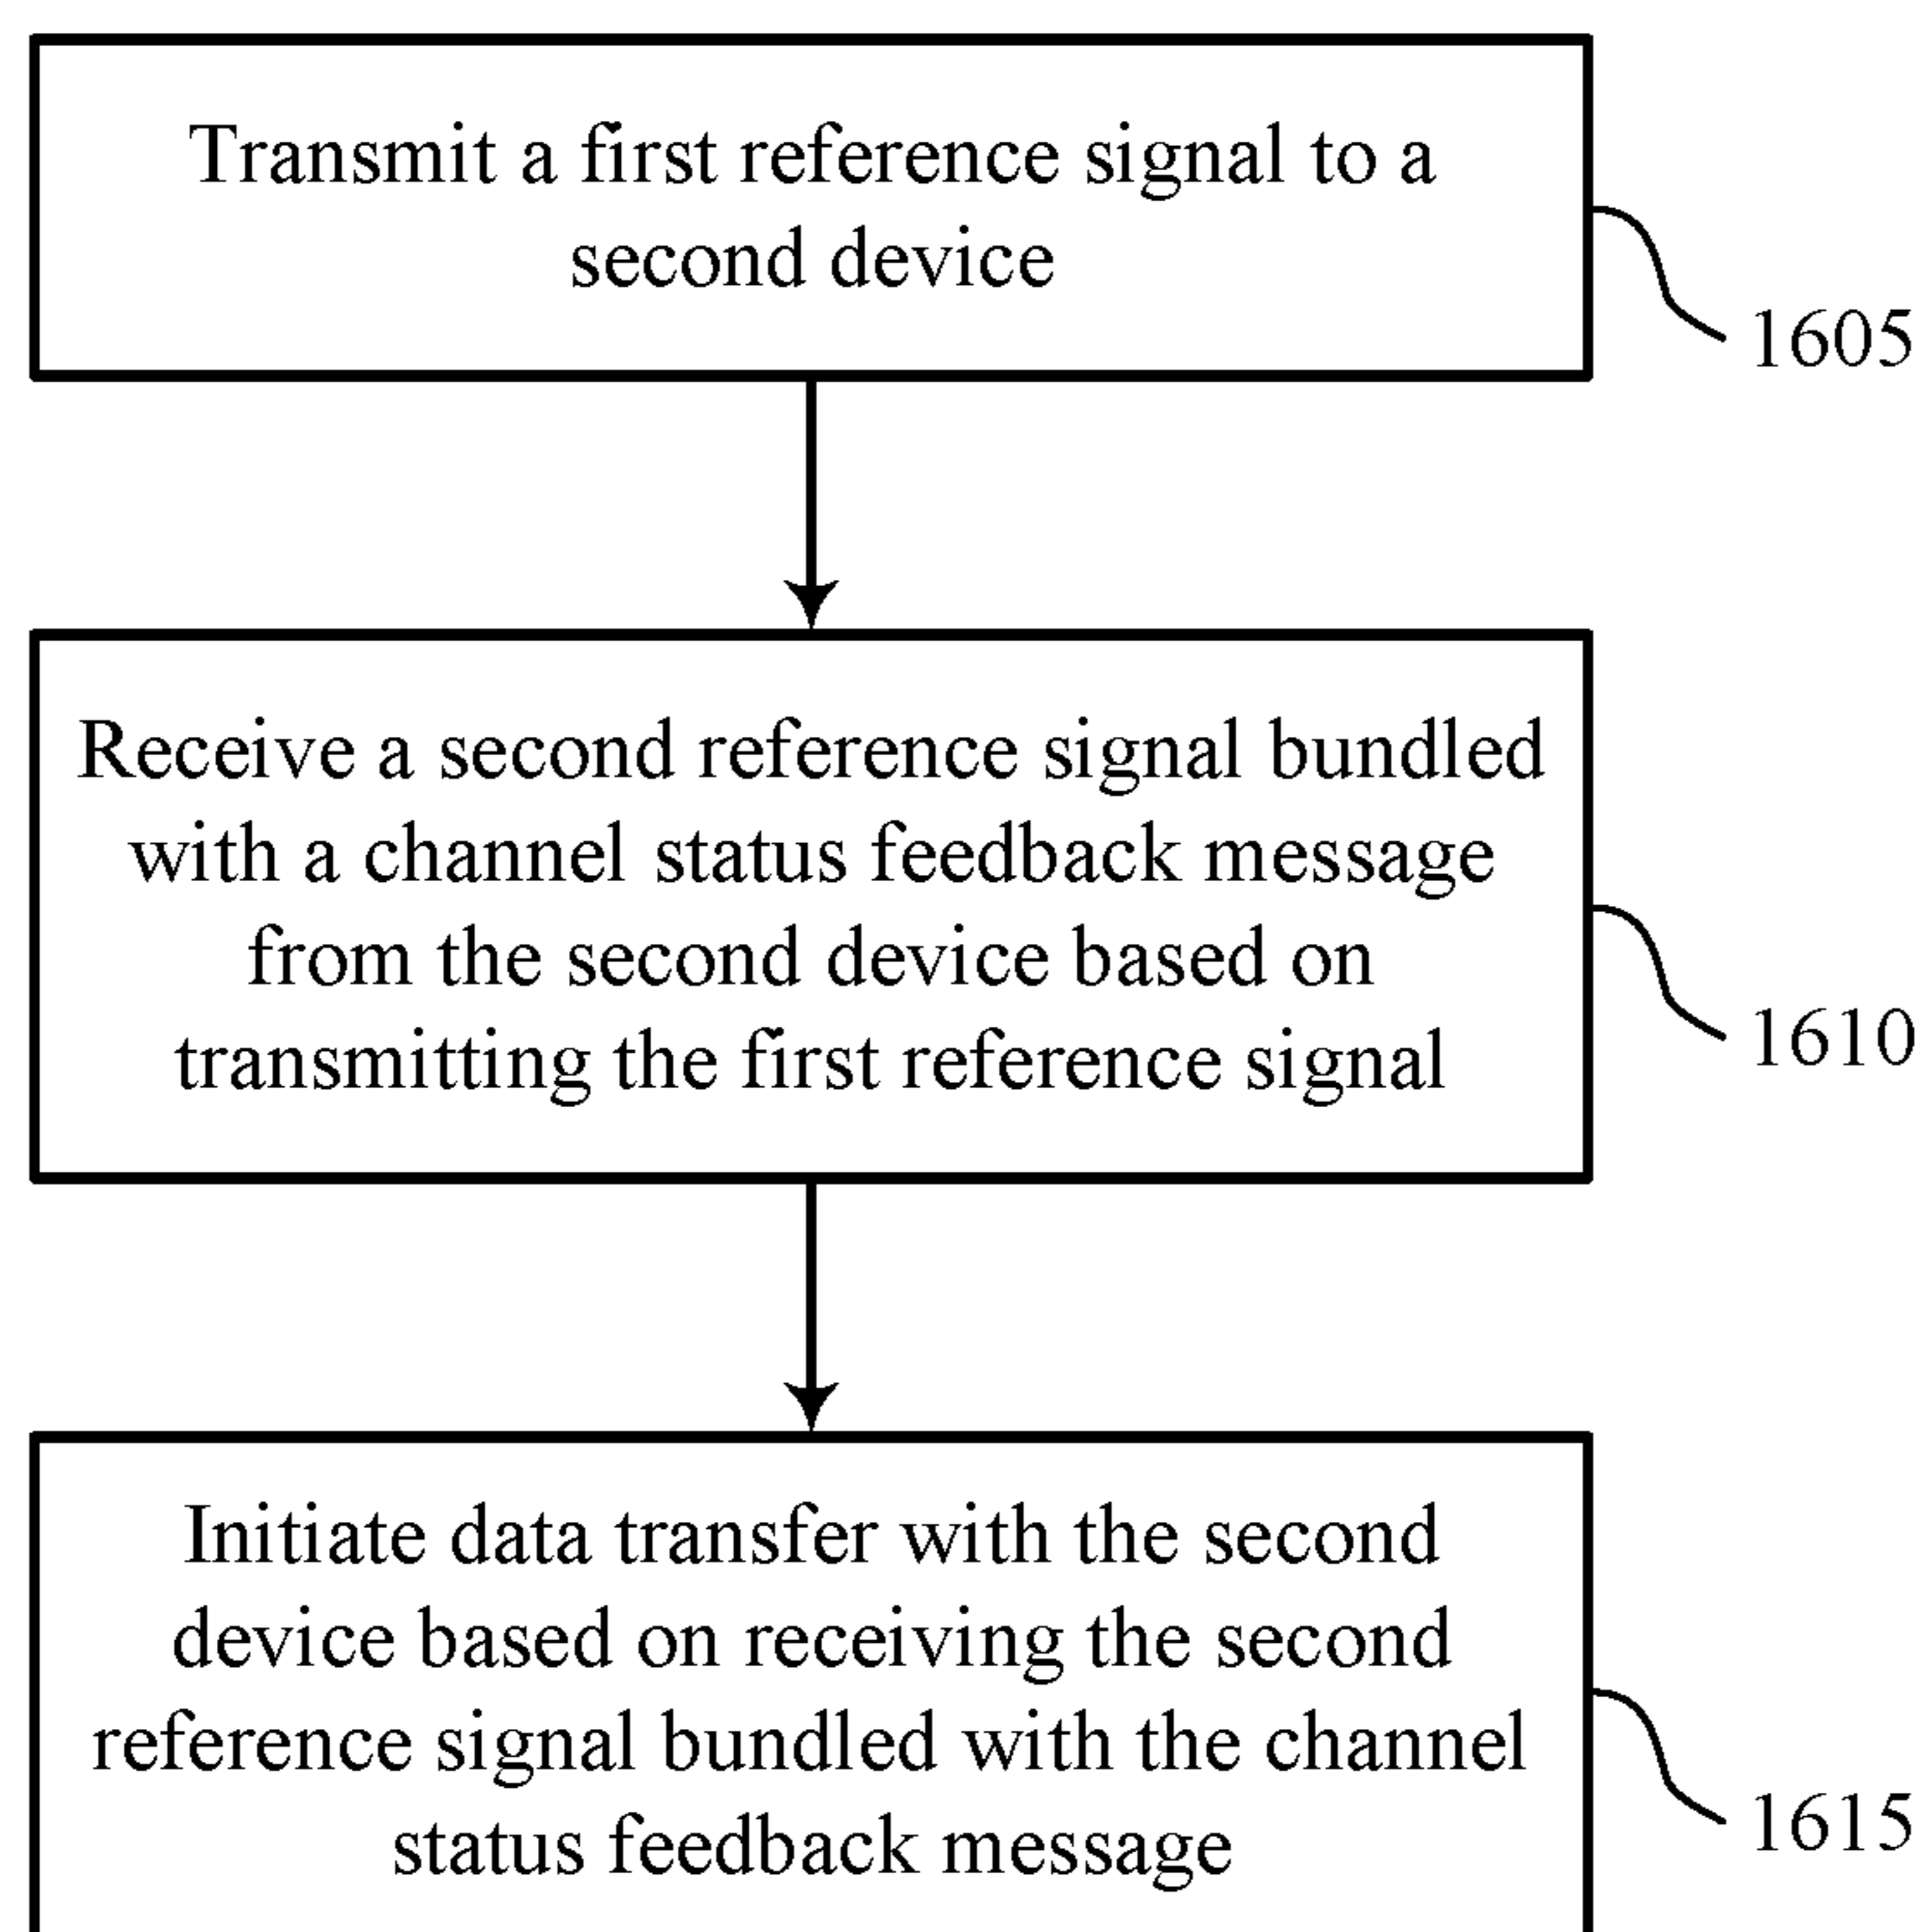 Transmit a first reference signal to a
second device
1605
Receive a second reference signal bundled
with a channel status feedback message
from the second device based on
transmitting the first reference signal
1610
Initiate data transfer with the second
device based on receiving the second
reference signal bundled with the channel
status feedback message
1615